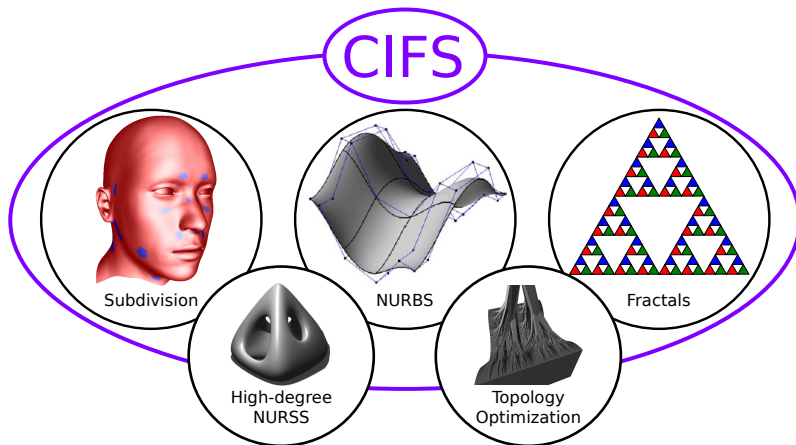 CIFS
Subdivision
NURBS
Fractals
High-degree
NURSS
Topology
Optimization